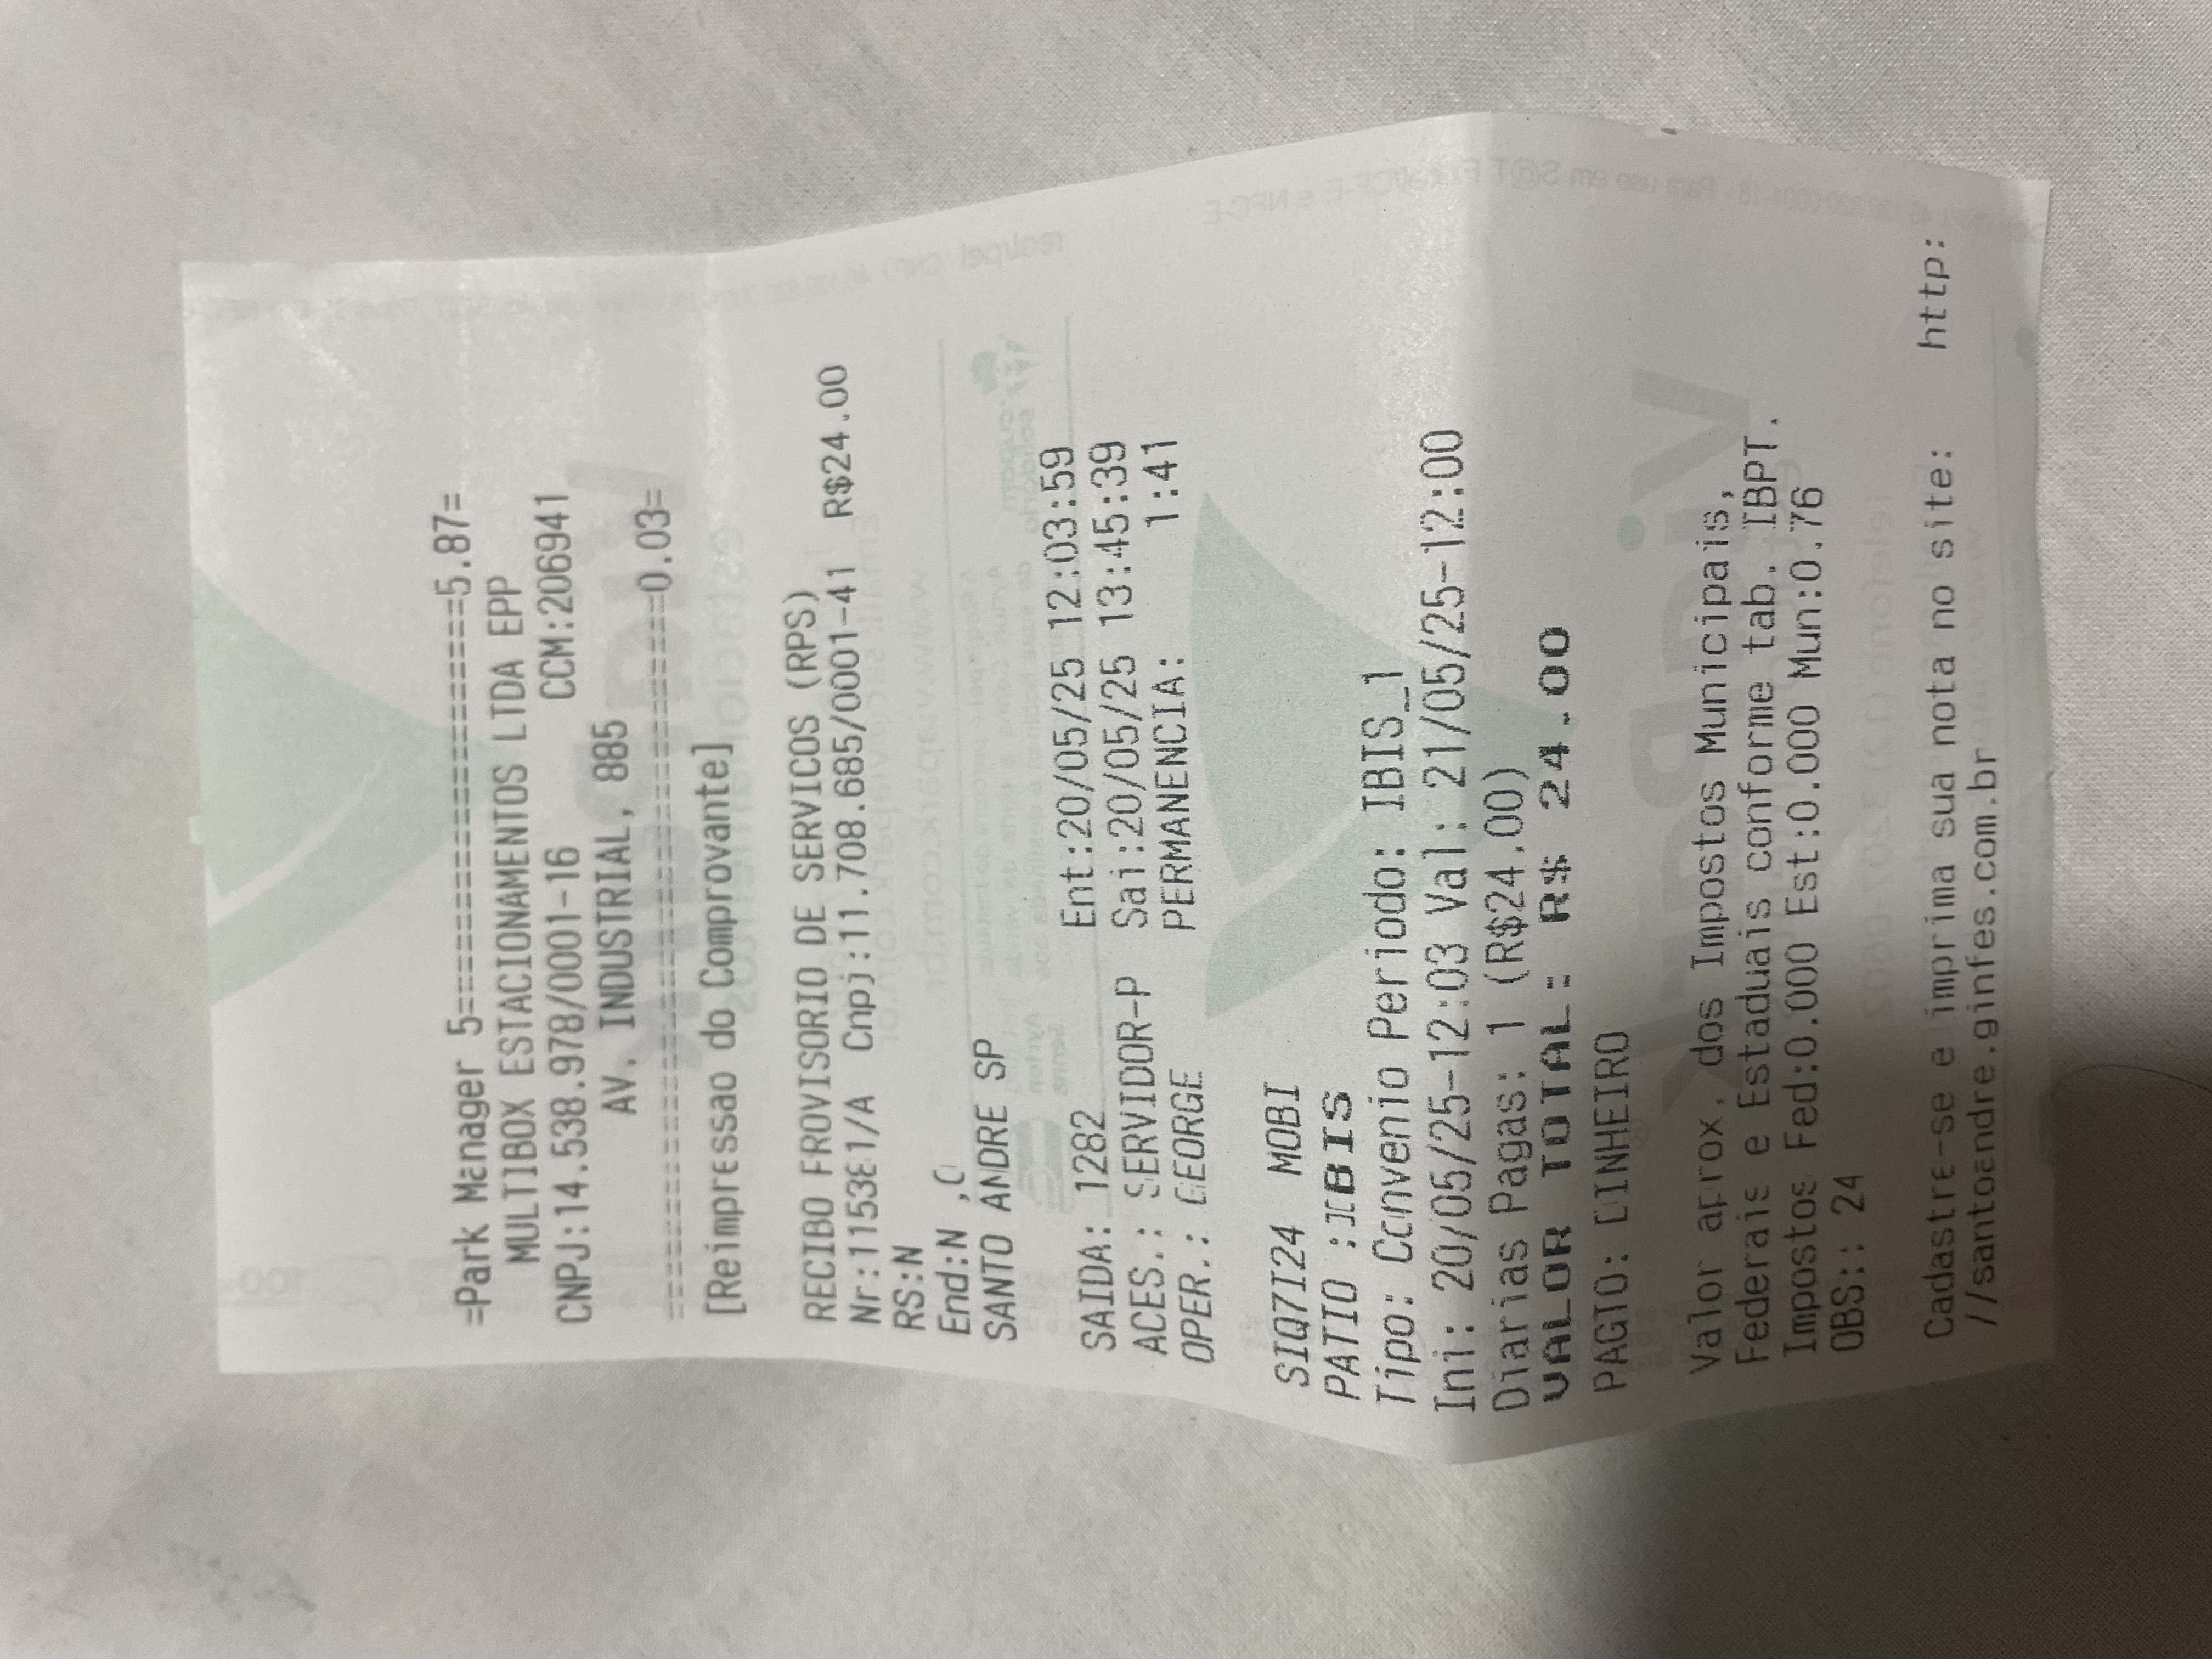 =Park Manager 5====================5.87=
MULTIBOX ESTACIONAMENTOS LTDA EPP
CNPJ:14.538.978/0001-16 CCM:206941
AV. INDUSTRIAL, 885
===============================0.03=
[Reimpressao do Comprovante]
RECIBO PROVISORIO DE SERVICOS (RPS)
Nr:115381/A Cnpj:11.708.685/0001-41 R$24.00
RS:N
End:N ,0
SANTO ANDRE SP
SAIDA: 1282 Ent:20/05/25 12:03:59
ACES.: SERVIDOR-P Sai:20/05/25 13:45:39
OPER.: GEORGE PERMANENCIA: 1:41
SIQ7I24 MOBI
PATIO :IBIS
Tipo: Convenio Periodo: IBIS_1
Ini: 20/05/25-12:03 Val: 21/05/25-12:00
Diarias Pagas: 1 (R$24.00)
VALOR TOTAL: R$ 24.00
PAGTO: DINHEIRO
Valor aprox. dos Impostos Municipais,
Federais e Estaduais conforme tab. IBPT.
Impostos Fed:0.000 Est:0.000 Mun:0.76
OBS:: 24
Cadastre-se e imprima sua nota no site: http:
//santoandre.ginfes.com.br